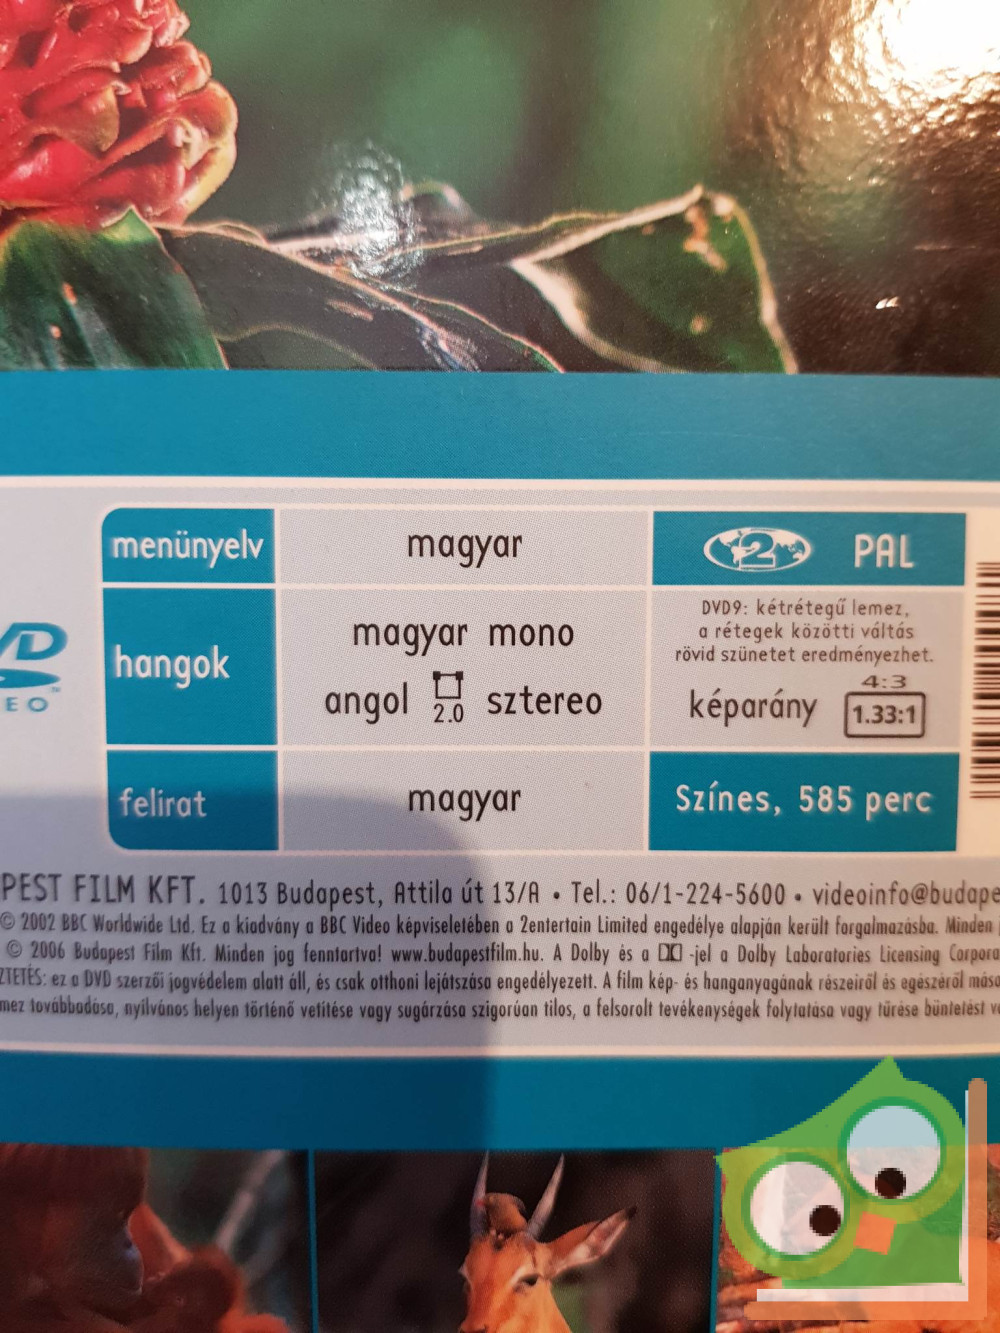 menünyelv magyar 2 PAL
hangok magyar mono
angol 2.0 sztereo
DVD9: kétrétegű lemez,
a rétegek közötti váltás
rövid szünetet eredményezhet.
képarány 4:3
1.33:1
felirat magyar Színes, 585 perc
PEST FILM KFT. 1013 Budapest, Attila út 13/A • Tel.: 06/1-224-5600 • videoinfo@budape
© 2002 BBC Worldwide Ltd. Ez a kiadvány a BBC Video képviseletében a 2entertain Limited engedélye alapján került forgalmazásba. Minden
© 2006 Budapest Film Kft. Minden jog fenntartva! www.budapestfilm.hu. A Dolby és a -jel a Dolby Laboratories Licensing Corpora
ZTETÉS: ez a DVD szerzői jogvédelem alatt áll, és csak otthoni lejátszása engedélyezett. A film kép- és hanganyagának részeiről és egészéről máso
mez továbbadása, nyilvános helyen történő vetítése vagy sugárzása szigorúan tilos, a felsorolt tevékenységek folytatása vagy tűrése büntetést v